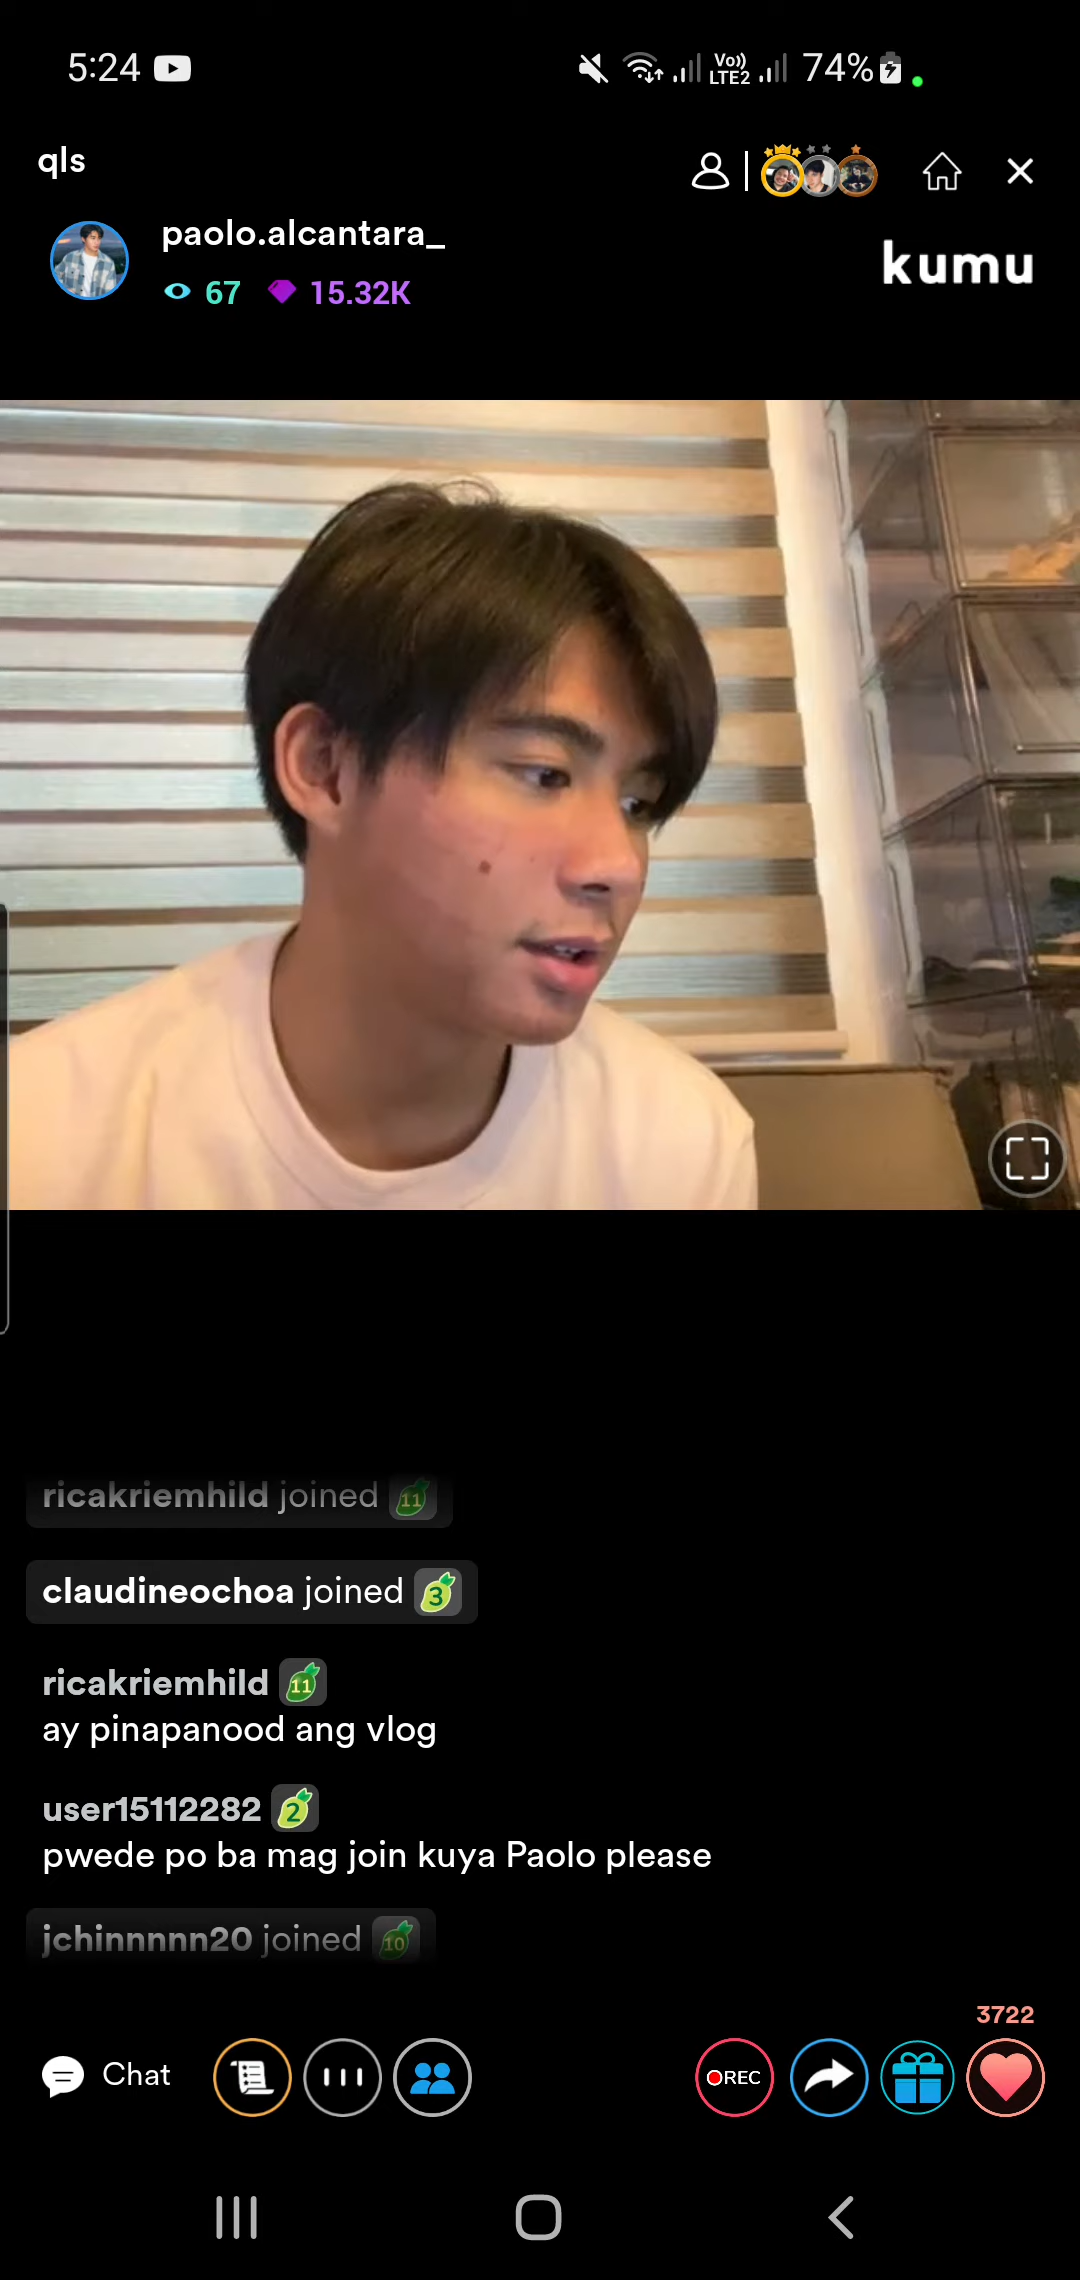 5:24
Vo)) LTE2
74%
qls
paolo.alcantara_
67 15.32K
kumu
ricakriemhild joined 11
claudineochoa joined 3
ricakriemhild 11
ay pinapanood ang vlog
user15112282 2
pwede po ba mag join kuya Paolo please
jchinnnnn20 joined 10
3722
Chat
REC